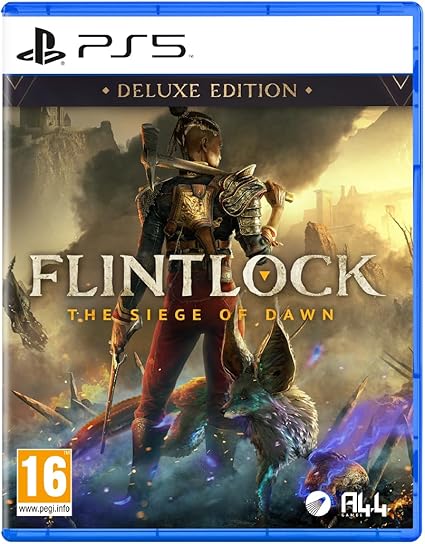 PS5
DELUXE EDITION
FLINTLOCK
THE SIEGE OF DAWN
16
www.pegi.info
A44
GAMES